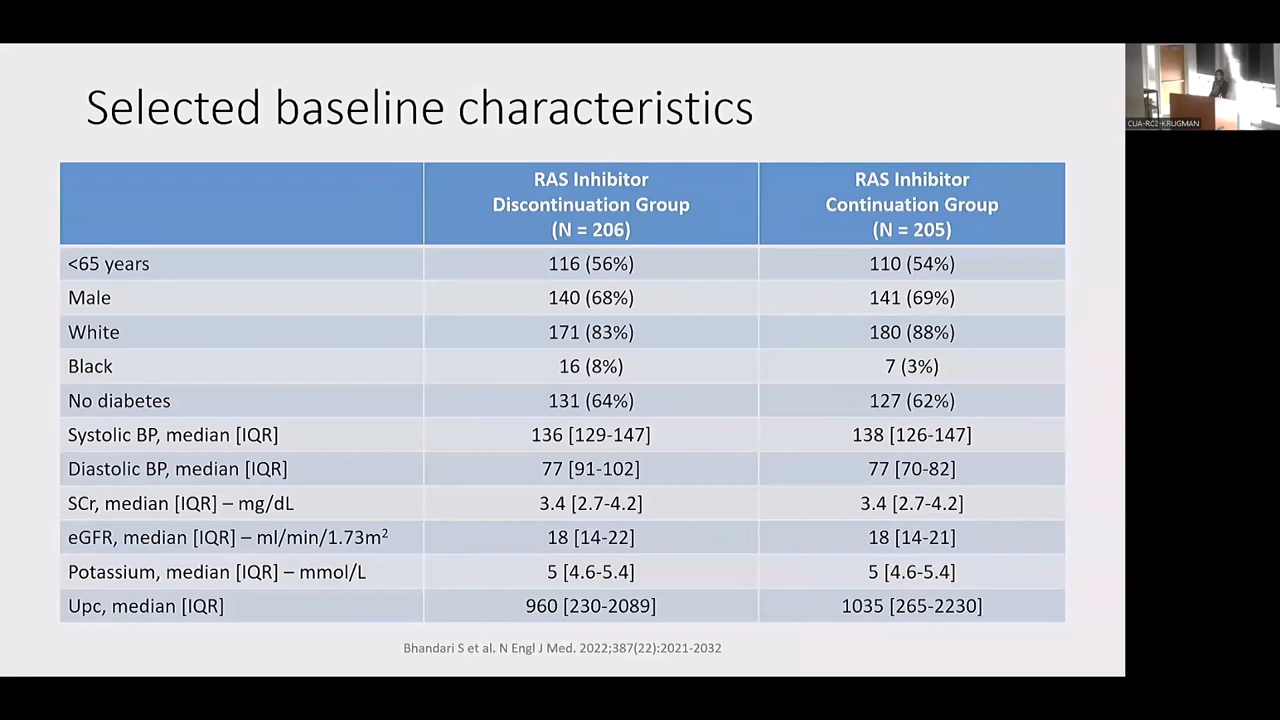 Selected baseline characteristics
CUA-RC2-KRUGMAN
RAS Inhibitor
Discontinuation Group
(N = 206)
RAS Inhibitor
Continuation Group
(N = 205)
<65 years 116 (56%) 110 (54%)
Male 140 (68%) 141 (69%)
White 171 (83%) 180 (88%)
Black 16 (8%) 7 (3%)
No diabetes 131 (64%) 127 (62%)
Systolic BP, median [IQR] 136 [129-147] 138 [126-147]
Diastolic BP, median [IQR] 77 [91-102] 77 [70-82]
SCr, median [IQR] – mg/dL 3.4 [2.7-4.2] 3.4 [2.7-4.2]
eGFR, median [IQR] – ml/min/1.73m² 18 [14-22] 18 [14-21]
Potassium, median [IQR] – mmol/L 5 [4.6-5.4] 5 [4.6-5.4]
Upc, median [IQR] 960 [230-2089] 1035 [265-2230]
Bhandari S et al. N Engl J Med. 2022;387(22):2021-2032